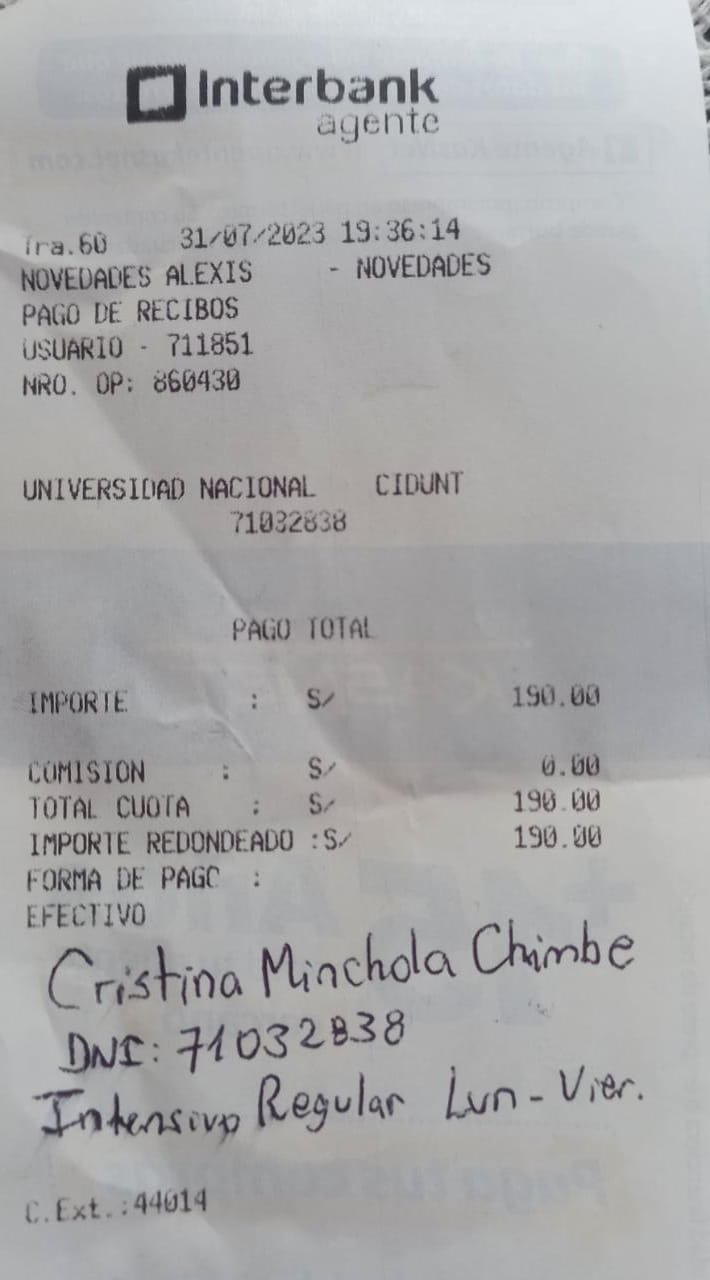 Interbank
agente
Tra.60 31/07/2023 19:36:14
NOVEDADES ALEXIS - NOVEDADES
PAGO DE RECIBOS
USUARIO - 711851
NRO. OP: 860430
UNIVERSIDAD NACIONAL CIDUNT
71032838
PAGO TOTAL
IMPORTE : S/ 190.00
COMISION : S/ 0.00
TOTAL CUOTA : S/ 190.00
IMPORTE REDONDEADO :S/ 190.00
FORMA DE PAGO :
EFECTIVO
Cristina Minchola Chimbe
DNI: 71032838
Intensivo Regular Lun - Vier.
C.Ext.:44014